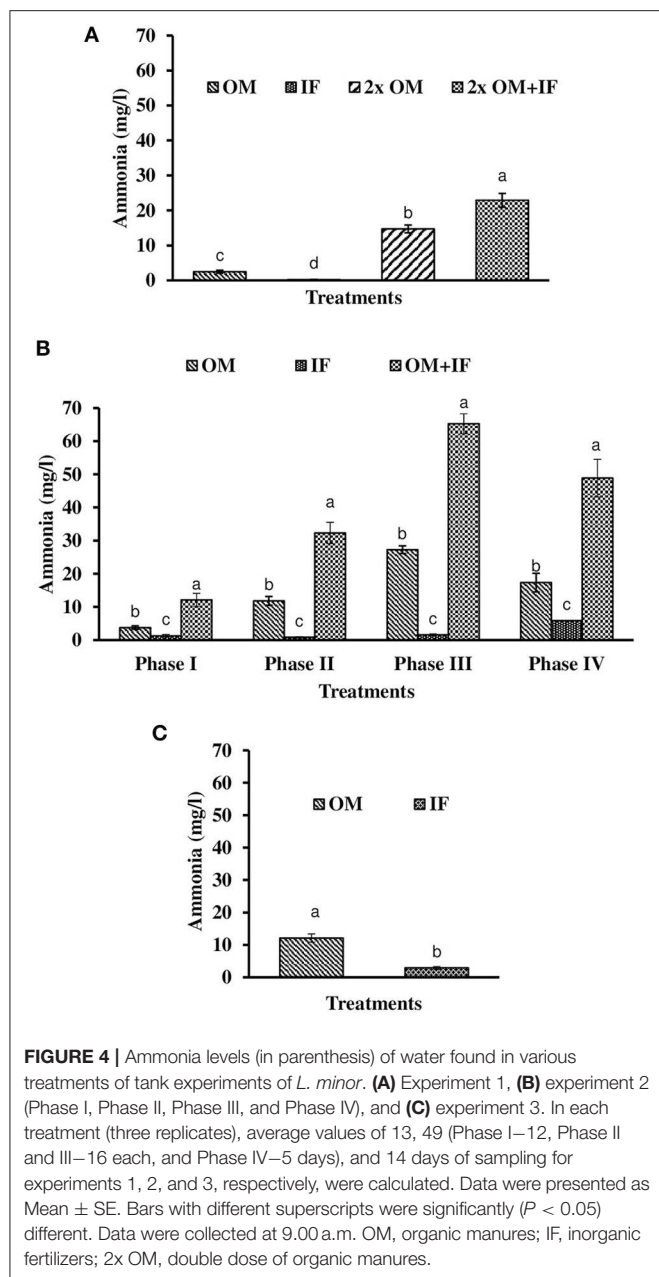 A
70
60
50
40
30
20
10
0
Ammonia (mg/l)
OM IF 2x OM 2x OM+IF
c d b a
Treatments
B
OM IF OM+IF
70
60
50
40
30
20
10
0
Ammonia (mg/l)
b c a b c a b c a b c a
Phase I Phase II Phase III Phase IV
Treatments
C
70
60
50
40
30
20
10
0
Ammonia (mg/l)
OM IF
a b
Treatments
FIGURE 4 | Ammonia levels (in parenthesis) of water found in various
treatments of tank experiments of L. minor. (A) Experiment 1, (B) experiment 2
(Phase I, Phase II, Phase III, and Phase IV), and (C) experiment 3. In each
treatment (three replicates), average values of 13, 49 (Phase I–12, Phase II
and III–16 each, and Phase IV–5 days), and 14 days of sampling for
experiments 1, 2, and 3, respectively, were calculated. Data were presented as
Mean ± SE. Bars with different superscripts were significantly (P < 0.05)
different. Data were collected at 9.00 a.m. OM, organic manures; IF, inorganic
fertilizers; 2x OM, double dose of organic manures.